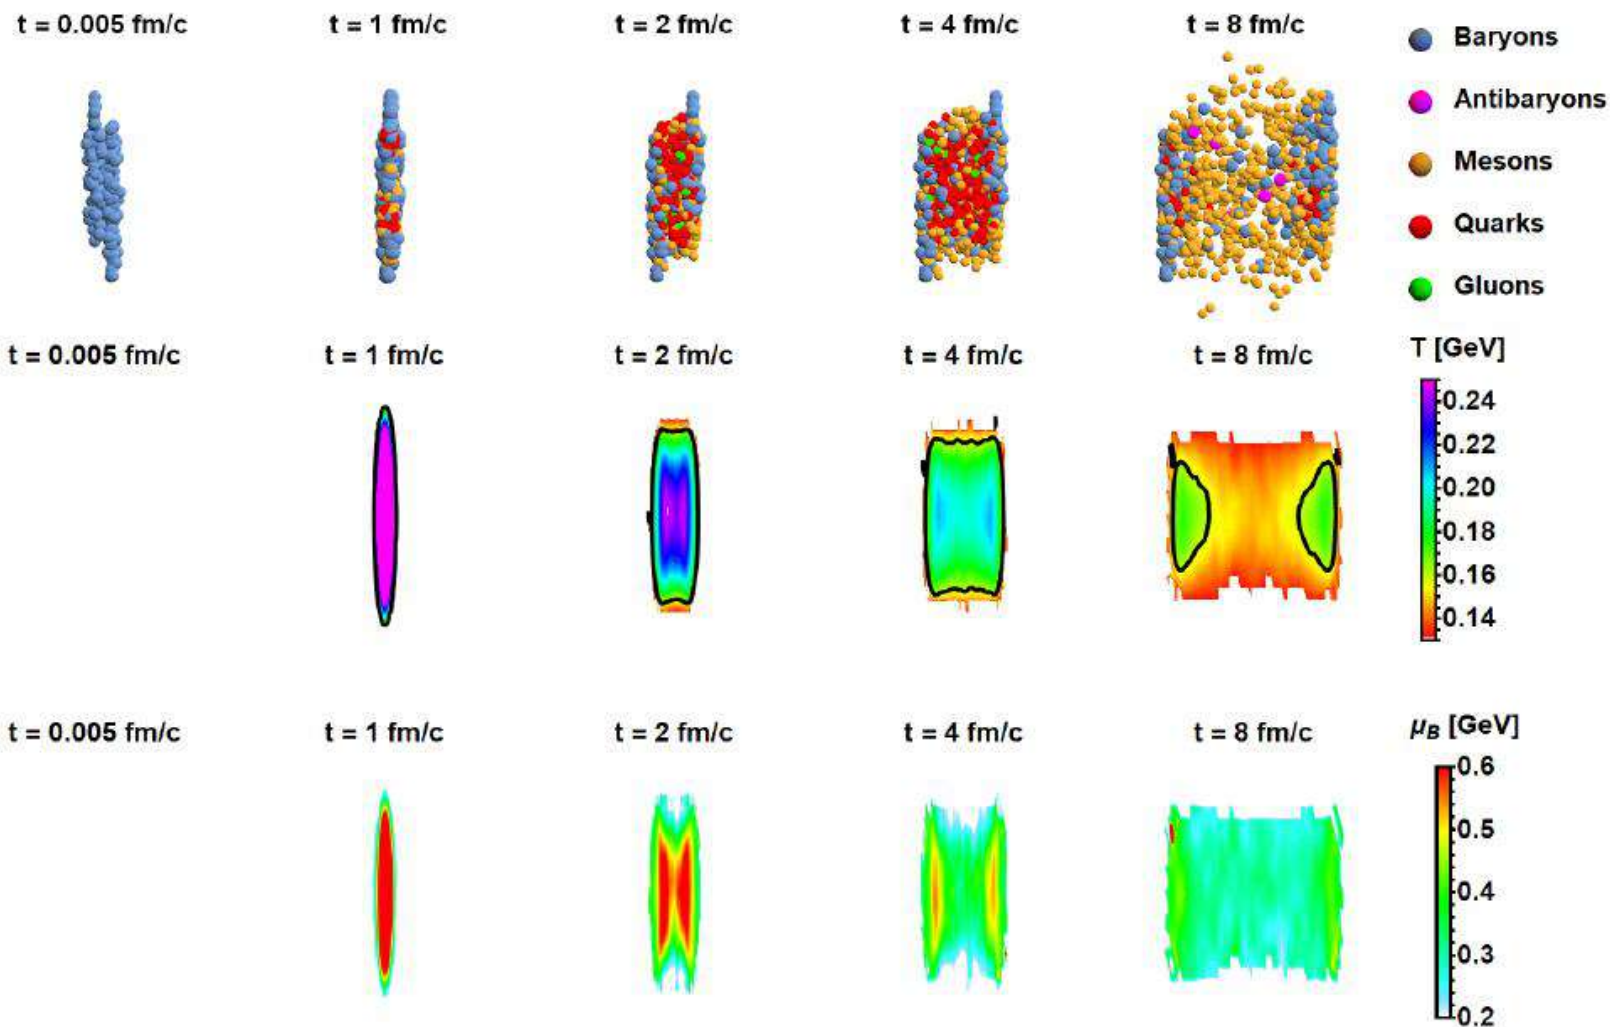 t = 0.005 fm/c t = 1 fm/c t = 2 fm/c t = 4 fm/c t = 8 fm/c
Baryons
Antibaryons
Mesons
Quarks
Gluons
t = 0.005 fm/c t = 1 fm/c t = 2 fm/c t = 4 fm/c t = 8 fm/c
T [GeV]
0.24
0.22
0.20
0.18
0.16
0.14
t = 0.005 fm/c t = 1 fm/c t = 2 fm/c t = 4 fm/c t = 8 fm/c
μB [GeV]
0.6
0.5
0.4
0.3
0.2